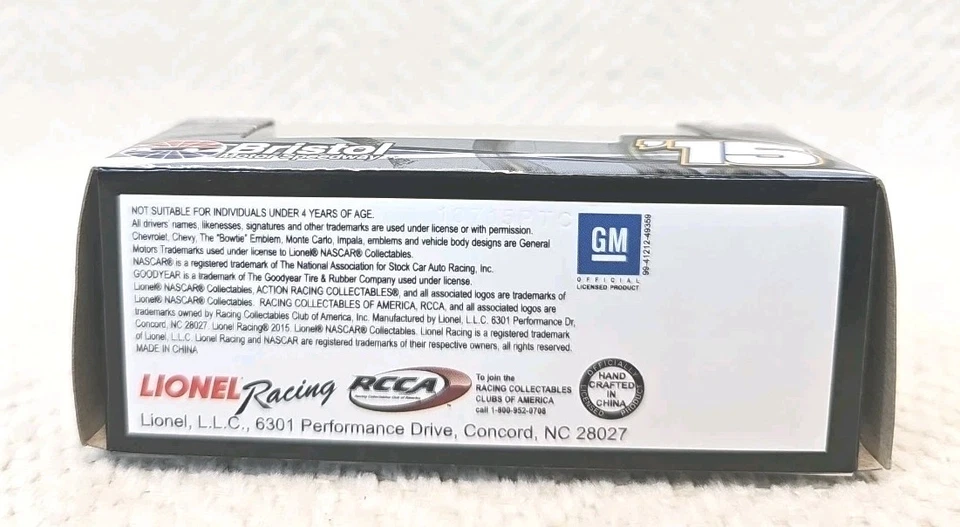 Bristol
Motor Speedway
'15
NOT SUITABLE FOR INDIVIDUALS UNDER 4 YEARS OF AGE.
All drivers' names, likenesses, signatures and other trademarks are used under license or with permission.
Chevrolet, Chevy, The "Bowtie" Emblem, Monte Carlo, Impala, emblems and vehicle body designs are General
Motors Trademarks used under license to Lionel® NASCAR® Collectables.
NASCAR® is a registered trademark of The National Association for Stock Car Auto Racing, Inc.
GOODYEAR is a trademark of The Goodyear Tire & Rubber Company used under license.
Lionel® NASCAR® Collectables, ACTION RACING COLLECTABLES®, and all associated logos are trademarks of
Lionel® NASCAR® Collectables. RACING COLLECTABLES OF AMERICA, RCCA, and all associated logos are
trademarks owned by Racing Collectables Club of America, Inc. Manufactured by Lionel, L.L.C. 6301 Performance Dr,
Concord, NC 28027. Lionel Racing® 2015. Lionel® NASCAR® Collectables. Lionel Racing is a registered trademark
of Lionel, L.L.C. Lionel Racing and NASCAR are registered trademarks of their respective owners, all rights reserved.
MADE IN CHINA
GM
OFFICIAL
LICENSED PRODUCT
99-41212-49359
LIONEL Racing
RCCA
Racing Collectables Club of America
To join the
RACING COLLECTABLES
CLUBS OF AMERICA
call 1-800-952-0708
OFFICIALLY
HAND
CRAFTED
IN
CHINA
LICENSED PRODUCT
Lionel, L.L.C., 6301 Performance Drive, Concord, NC 28027